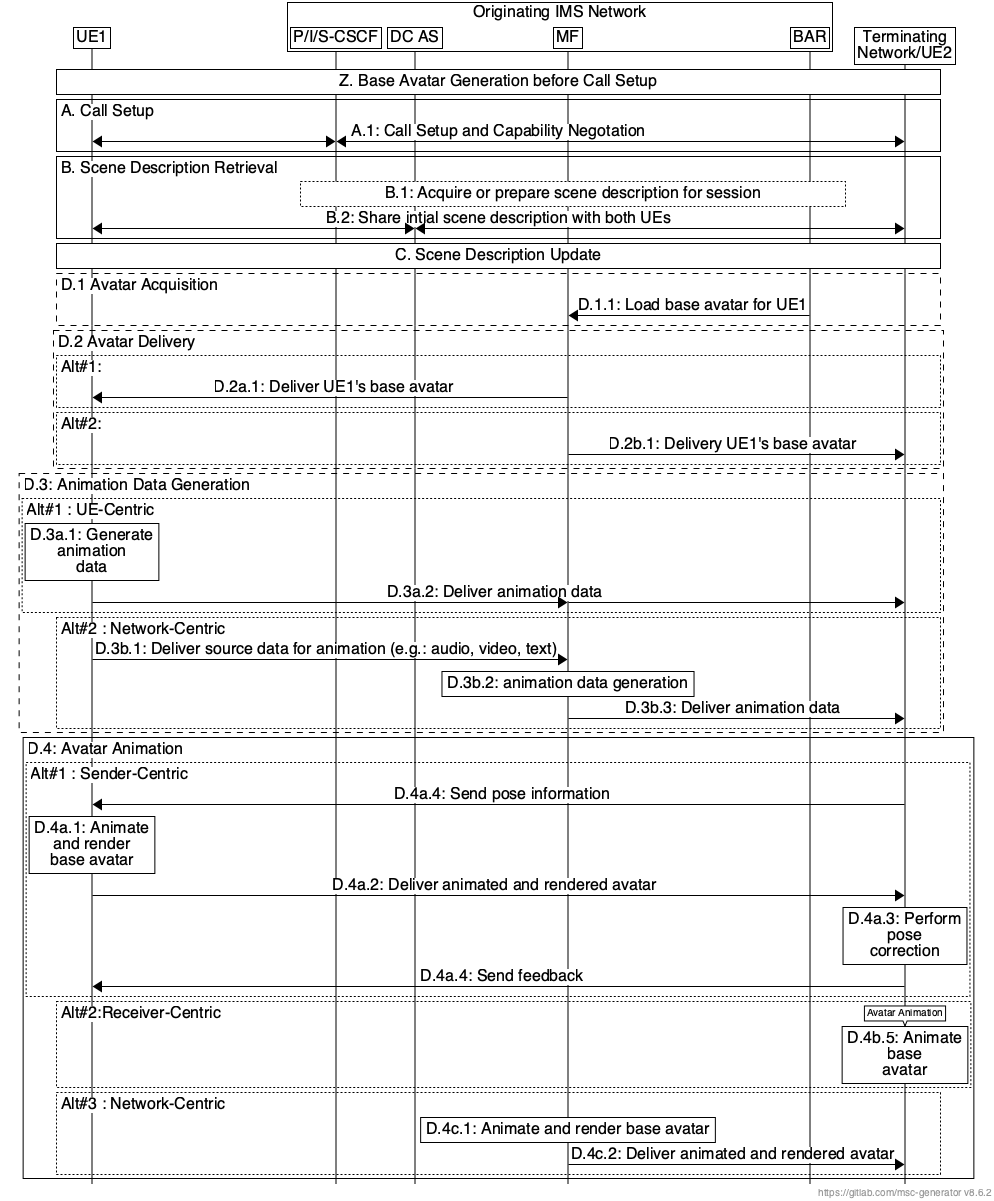 Originating IMS Network
UE1
P/I/S-CSCF
DC AS
MF
BAR
Terminating
Network/UE2
Z. Base Avatar Generation before Call Setup
A. Call Setup
A.1: Call Setup and Capability Negotation
B. Scene Description Retrieval
B.1: Acquire or prepare scene description for session
B.2: Share intial scene description with both UEs
C. Scene Description Update
D.1 Avatar Acquisition
D.1.1: Load base avatar for UE1
D.2 Avatar Delivery
Alt#1:
D.2a.1: Deliver UE1's base avatar
Alt#2:
D.2b.1: Delivery UE1's base avatar
D.3: Animation Data Generation
Alt#1 : UE-Centric
D.3a.1: Generate
animation
data
D.3a.2: Deliver animation data
Alt#2 : Network-Centric
D.3b.1: Deliver source data for animation (e.g.: audio, video, text)
D.3b.2: animation data generation
D.3b.3: Deliver animation data
D.4: Avatar Animation
Alt#1 : Sender-Centric
D.4a.4: Send pose information
D.4a.1: Animate
and render
base avatar
D.4a.2: Deliver animated and rendered avatar
D.4a.3: Perform
pose
correction
D.4a.4: Send feedback
Alt#2:Receiver-Centric
Avatar Animation
D.4b.5: Animate
base
avatar
Alt#3 : Network-Centric
D.4c.1: Animate and render base avatar
D.4c.2: Deliver animated and rendered avatar
https://gitlab.com/msc-generator v8.6.2